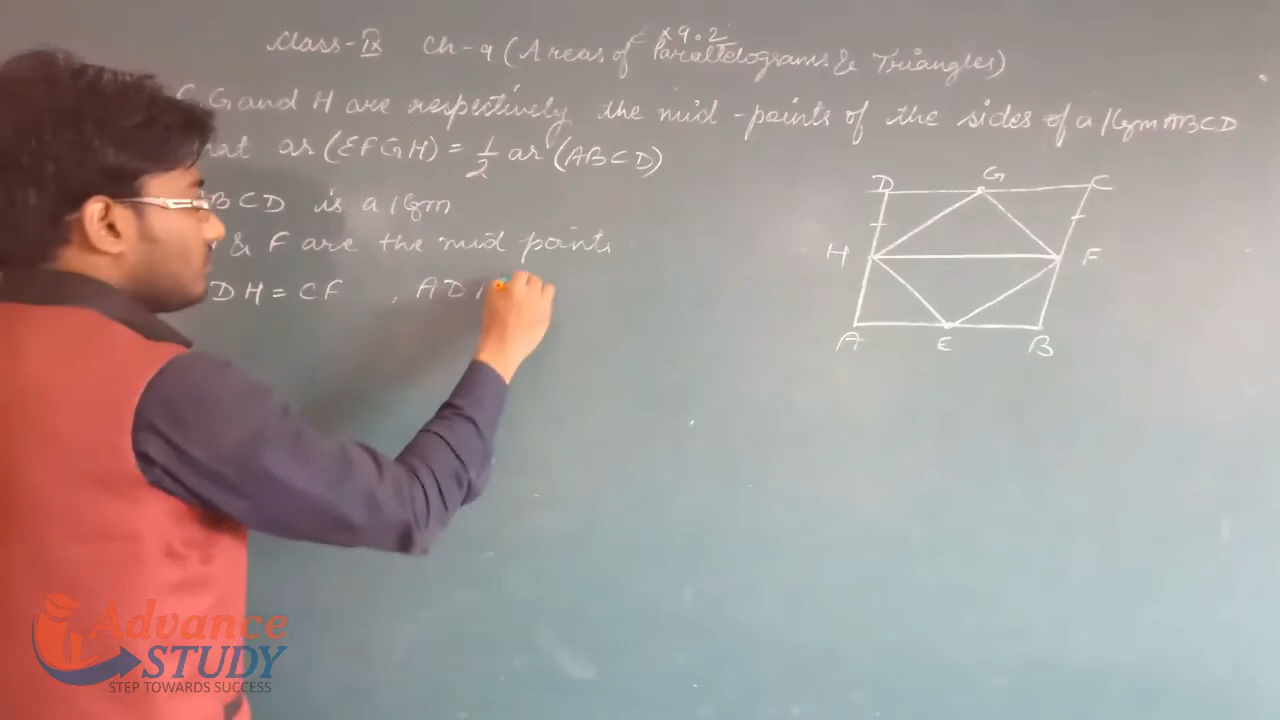 Class-IX Ch-9 (Areas of Parallelograms & Triangles)
Ex 9.2
G and H are respectively the mid-points of the sides of a ||gm ABCD
hat ar (EFGH) = 1/2 ar (ABCD)
BCD is a ||gm
& F are the mid points
DH = CF , AD
D G C
H F
A E B
Advance
STUDY
STEP TOWARDS SUCCESS